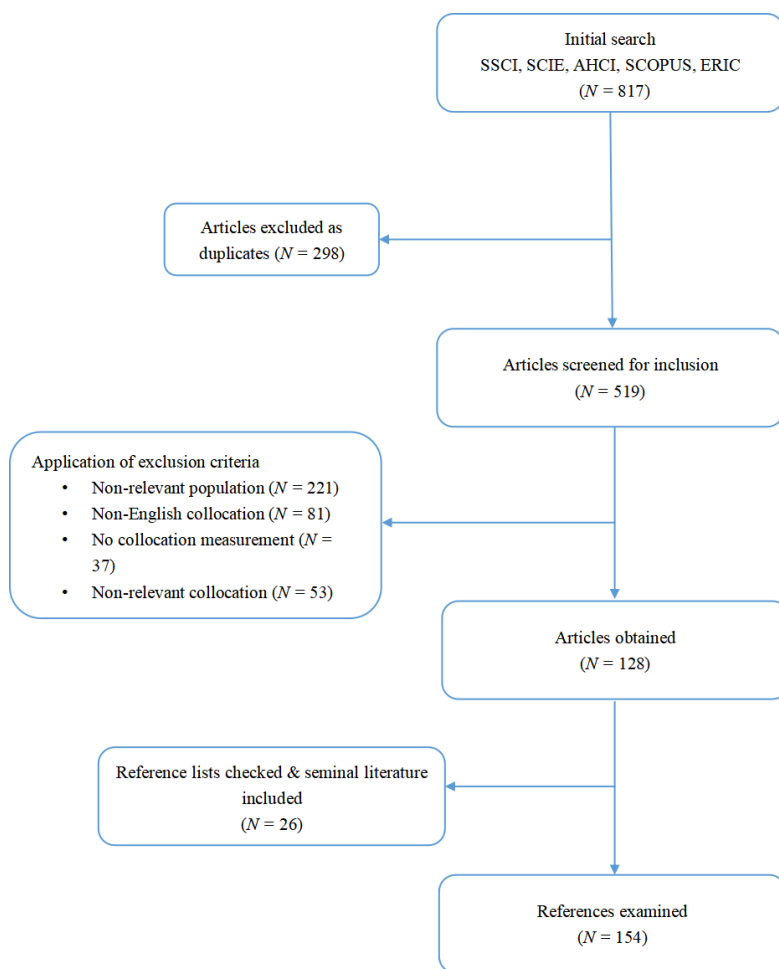 Initial search
SSCI, SCIE, AHCI, SCOPUS, ERIC
(N = 817)
Articles excluded as
duplicates (N = 298)
Articles screened for inclusion
(N = 519)
Application of exclusion criteria
• Non-relevant population (N = 221)
• Non-English collocation (N = 81)
• No collocation measurement (N =
37)
• Non-relevant collocation (N = 53)
Articles obtained
(N = 128)
Reference lists checked & seminal literature
included
(N = 26)
References examined
(N = 154)